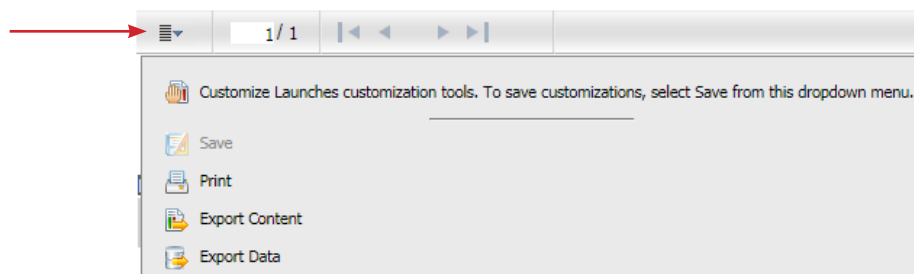 1/ 1
Customize Launches customization tools. To save customizations, select Save from this dropdown menu.
Save
Print
Export Content
Export Data